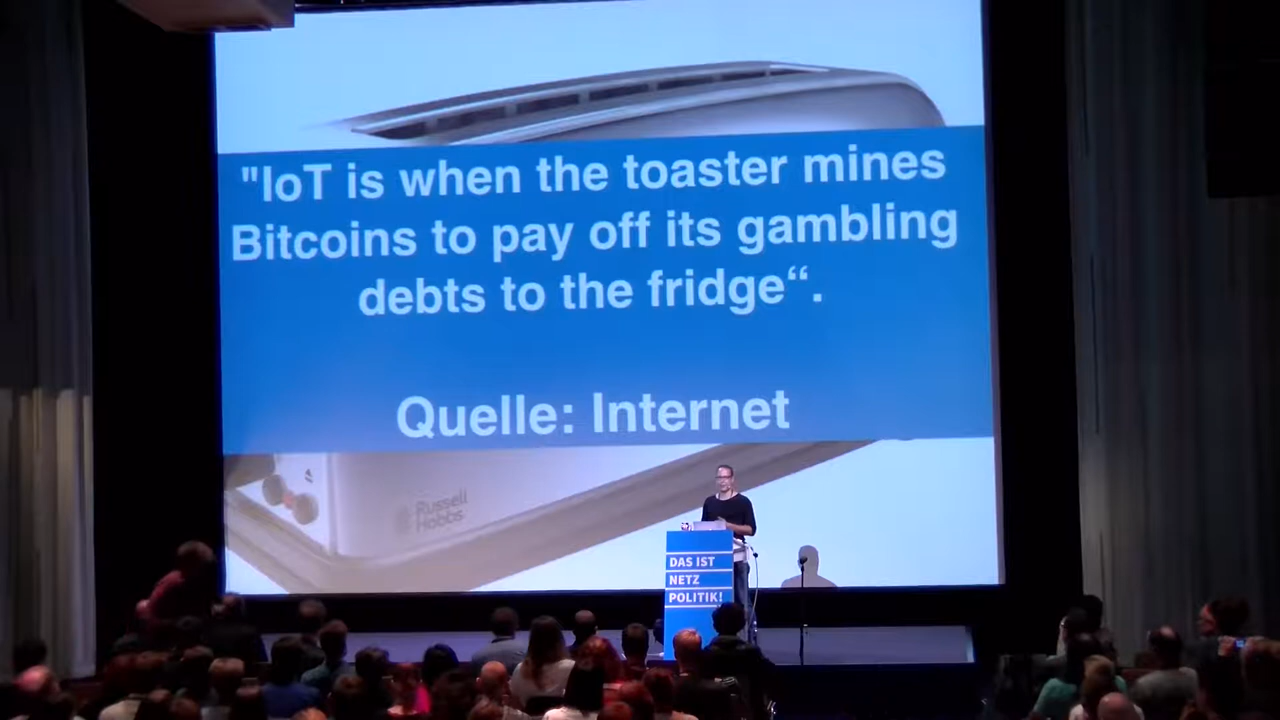 "IoT is when the toaster mines
Bitcoins to pay off its gambling
debts to the fridge“.
Quelle: Internet
Russell
Hobbs
DAS IST
NETZ
POLITIK!